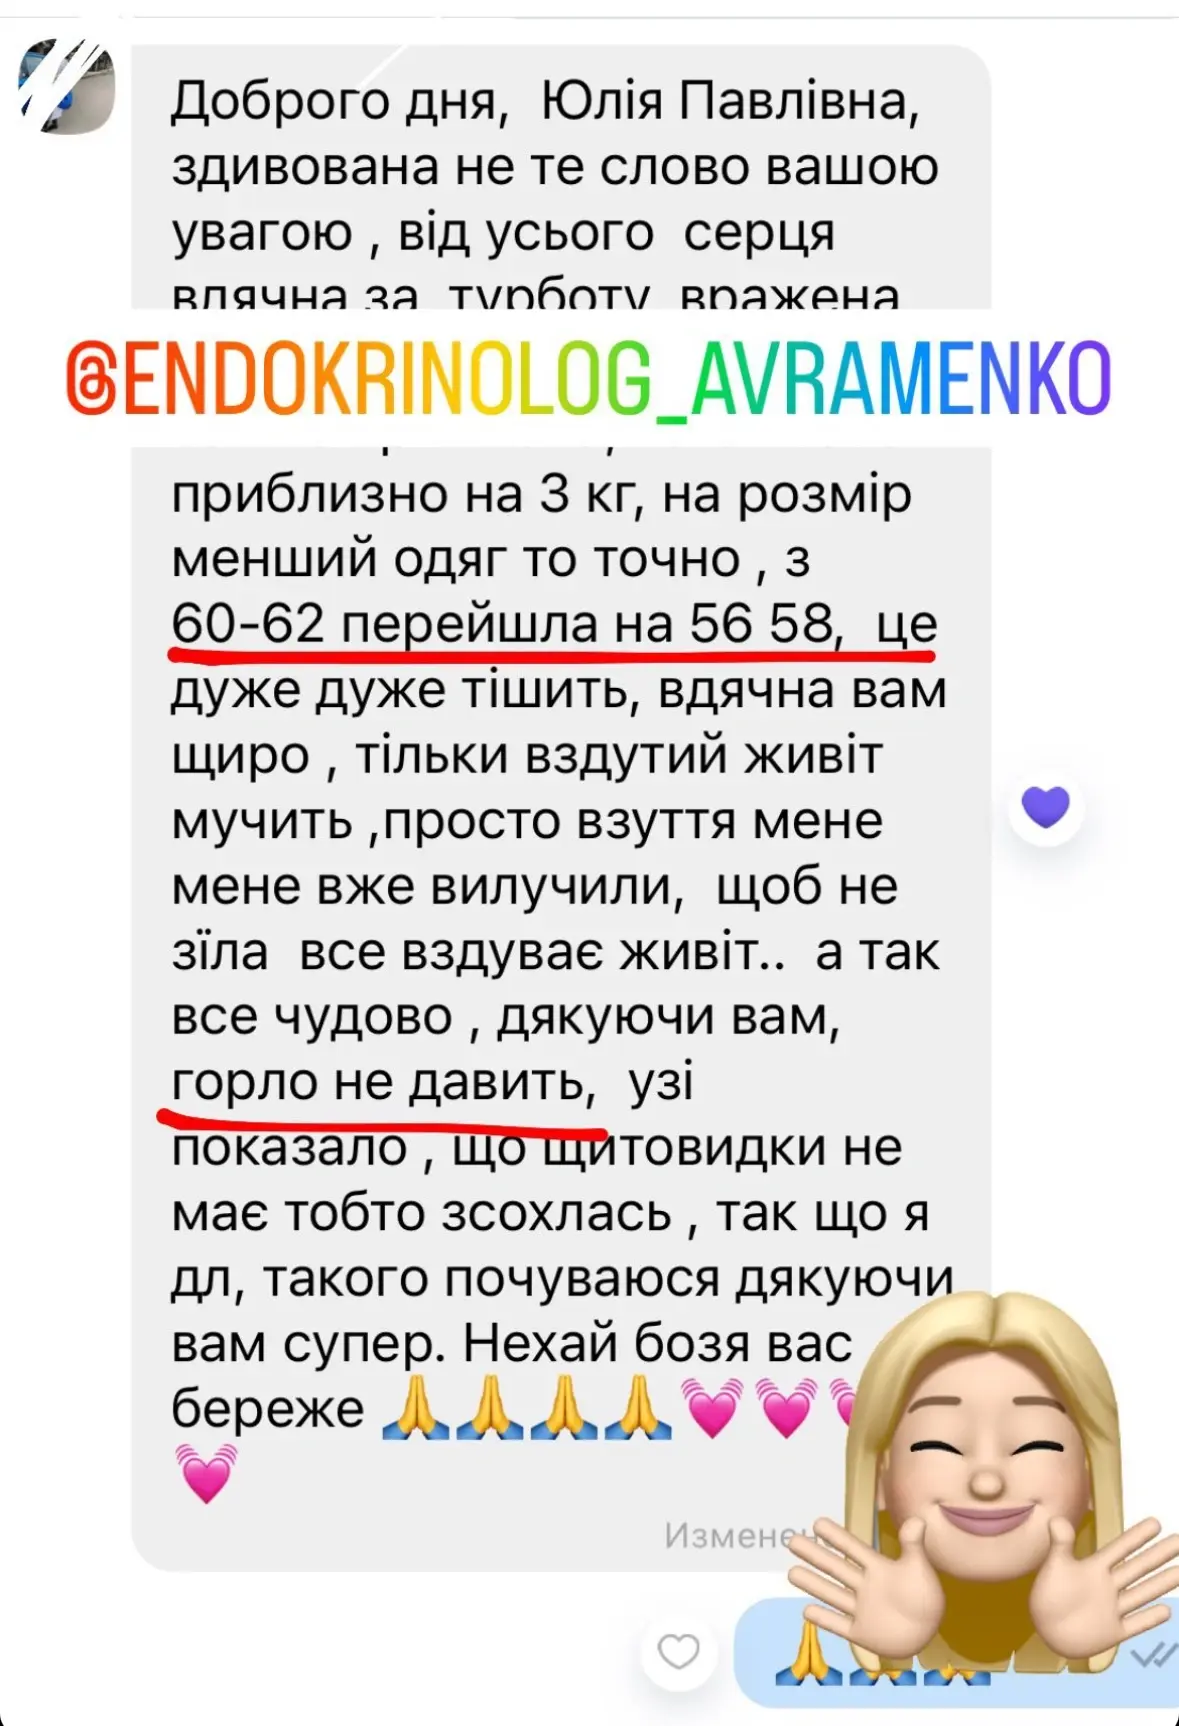 Доброго дня, Юлія Павлівна,
здивована не те слово вашою
увагою , від усього серця
вдячна за турботу вражена
@ENDOKRINOLOG_AVRAMENKO
приблизно на 3 кг, на розмір
менший одяг то точно , з
60-62 перейшла на 56 58, це
дуже дуже тішить, вдячна вам
щиро , тільки вздутий живіт
мучить ,просто взуття мене
мене вже вилучили, щоб не
зїла все вздуває живіт.. а так
все чудово , дякуючи вам,
горло не давить, узі
показало , що щитовидки не
має тобто зсохлась , так що я
дл, такого почуваюся дякуючи
вам супер. Нехай бозя вас
береже 🙏🙏🙏🙏💓💓💓
💓